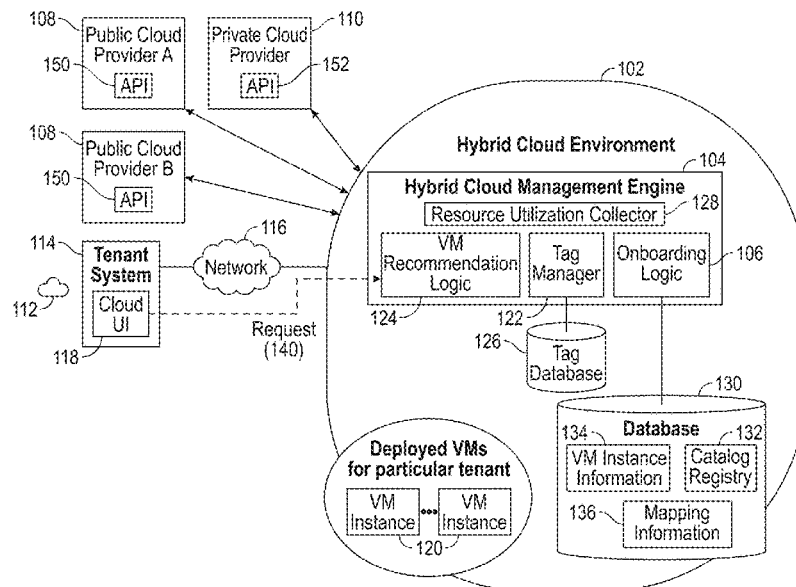 108
Public Cloud
Provider A
150
API
110
Private Cloud
Provider
152
API
108
Public Cloud
Provider B
150
API
102
Hybrid Cloud Environment
104
Hybrid Cloud Management Engine
Resource Utilization Collector
128
VM
Recommendation
Logic
124
Tag
Manager
122
Onboarding
Logic
106
114
Tenant
System
112
Cloud
UI
118
116
Network
Request
(140)
126
Tag
Database
130
Database
134
VM Instance
Information
132
Catalog
Registry
136
Mapping
Information
Deployed VMs
for particular tenant
VM
Instance
VM
Instance
120